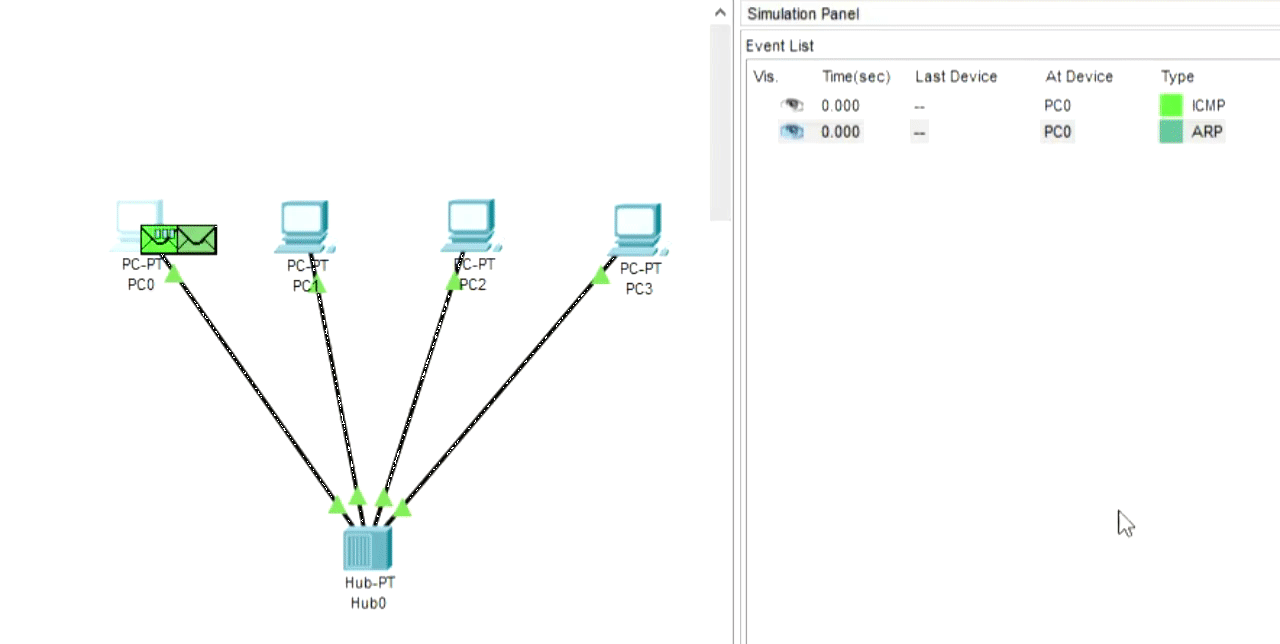 Simulation Panel
Event List
Vis. Time(sec) Last Device At Device Type
0.000 -- PC0 ICMP
0.000 -- PC0 ARP
PC-PT
PC0
PC-PT
PC1
PC-PT
PC2
PC-PT
PC3
Hub-PT
Hub0